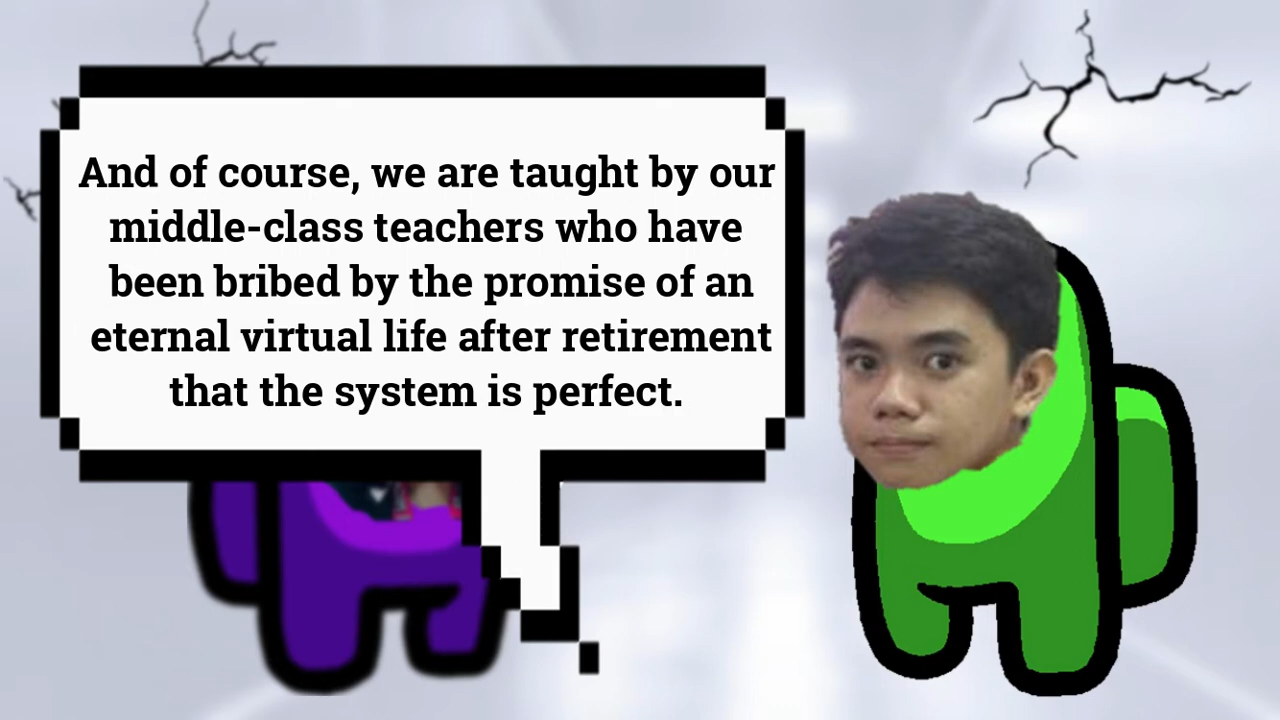 And of course, we are taught by our
middle-class teachers who have
been bribed by the promise of an
eternal virtual life after retirement
that the system is perfect.